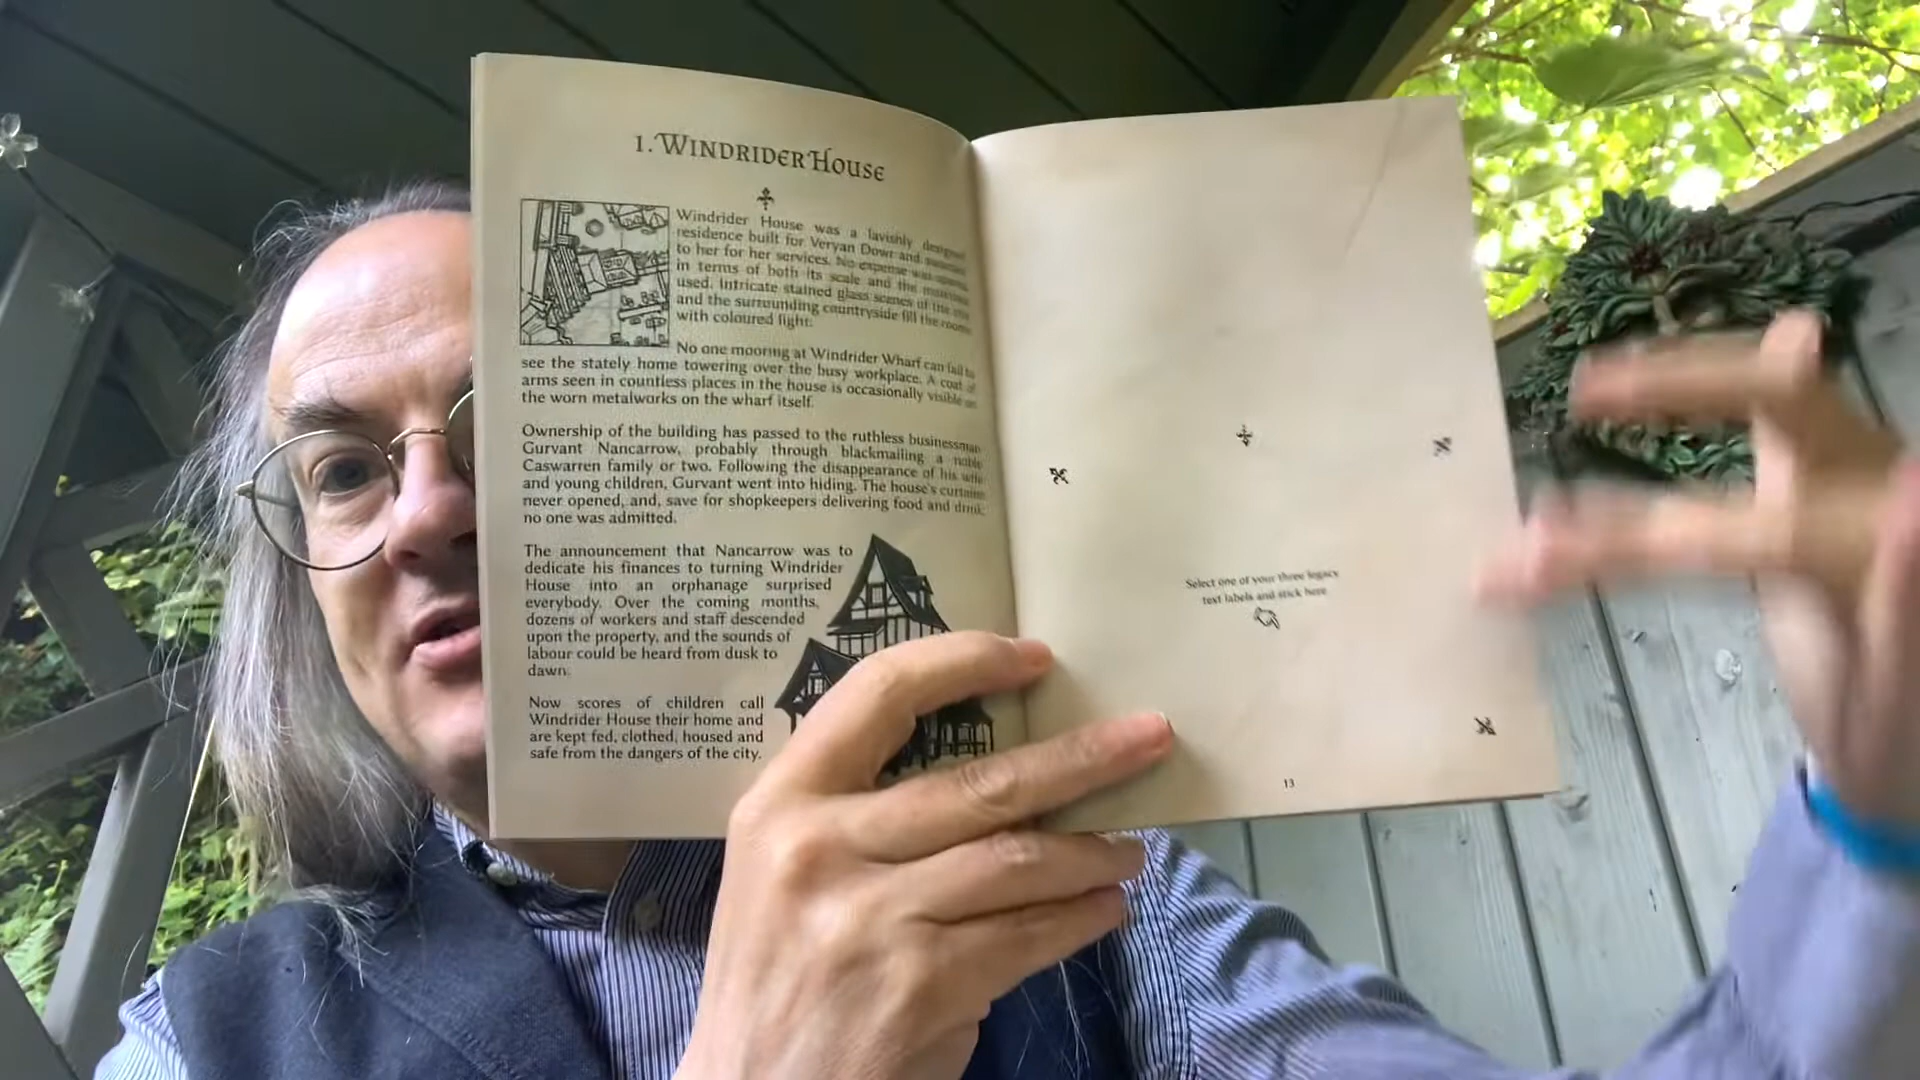 1. WINDRIDER HOUSE
Windrider House was a lavishly designed
residence built for Veryan Dowr and
to her for her services. No expense was spared
in terms of both its scale and the materials
used. Intricate stained glass scenes of the city
and the surrounding countryside fill the rooms
with coloured light.
No one mooring at Windrider Wharf can fail to
see the stately home towering over the busy workplace. A coat of
arms seen in countless places in the house is occasionally visible on
the worn metalworks on the wharf itself.
Ownership of the building has passed to the ruthless businessman
Gurvant Nancarrow, probably through blackmailing a noble
Caswarren family or two. Following the disappearance of his wife
and young children, Gurvant went into hiding. The house's curtains
never opened, and, save for shopkeepers delivering food and drink,
no one was admitted.
The announcement that Nancarrow was to
dedicate his finances to turning Windrider
House into an orphanage surprised
everybody. Over the coming months,
dozens of workers and staff descended
upon the property, and the sounds of
labour could be heard from dusk to
dawn.
Now scores of children call
Windrider House their home and
are kept fed, clothed, housed and
safe from the dangers of the city.
Select one of your three legacy
text labels and stick here
13